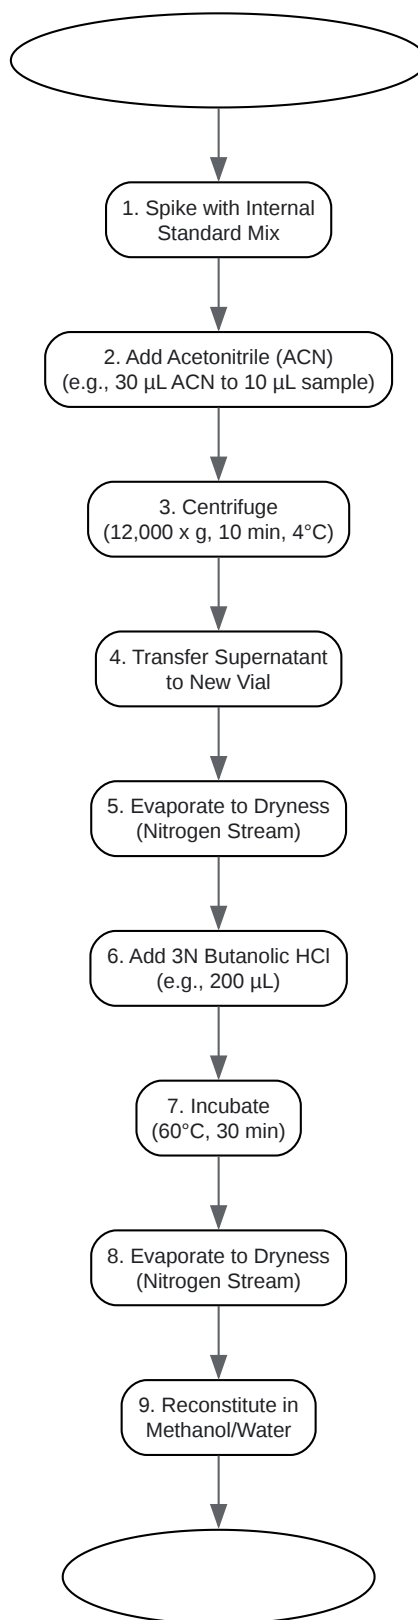 1. Spike with Internal
Standard Mix
2. Add Acetonitrile (ACN)
(e.g., 30 µL ACN to 10 µL sample)
3. Centrifuge
(12,000 x g, 10 min, 4°C)
4. Transfer Supernatant
to New Vial
5. Evaporate to Dryness
(Nitrogen Stream)
6. Add 3N Butanolic HCl
(e.g., 200 µL)
7. Incubate
(60°C, 30 min)
8. Evaporate to Dryness
(Nitrogen Stream)
9. Reconstitute in
Methanol/Water